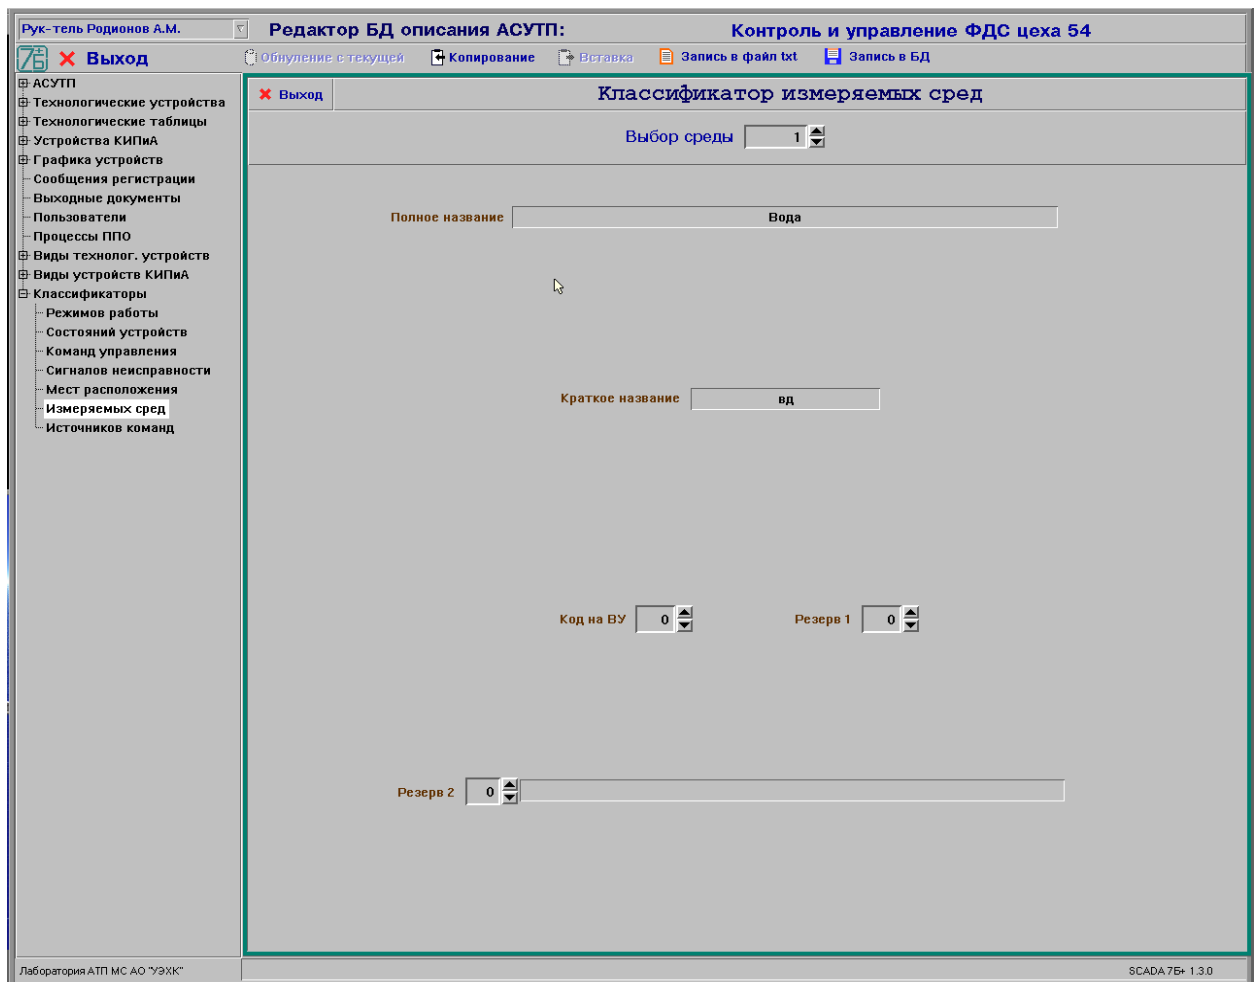 Рук-тель Родионов А.М.
Редактор БД описания АСУТП:
Контроль и управление ФДС цеха 54
7Б
Выход
Обнуление с текущей
Копирование
Вставка
Запись в файл txt
Запись в БД
АСУТП
Технологические устройства
Технологические таблицы
Устройства КИПиА
Графика устройств
Сообщения регистрации
Выходные документы
Пользователи
Процессы ППО
Виды технолог. устройств
Виды устройств КИПиА
Классификаторы
Режимов работы
Состояний устройств
Команд управления
Сигналов неисправности
Мест расположения
Измеряемых сред
Источников команд
Выход
Классификатор измеряемых сред
Выбор среды 1
Полное название Вода
Краткое название вд
Код на ВУ 0
Резерв 1 0
Резерв 2 0
Лаборатория АТП МС АО "УЭХК"
SCADA 7Б+ 1.3.0